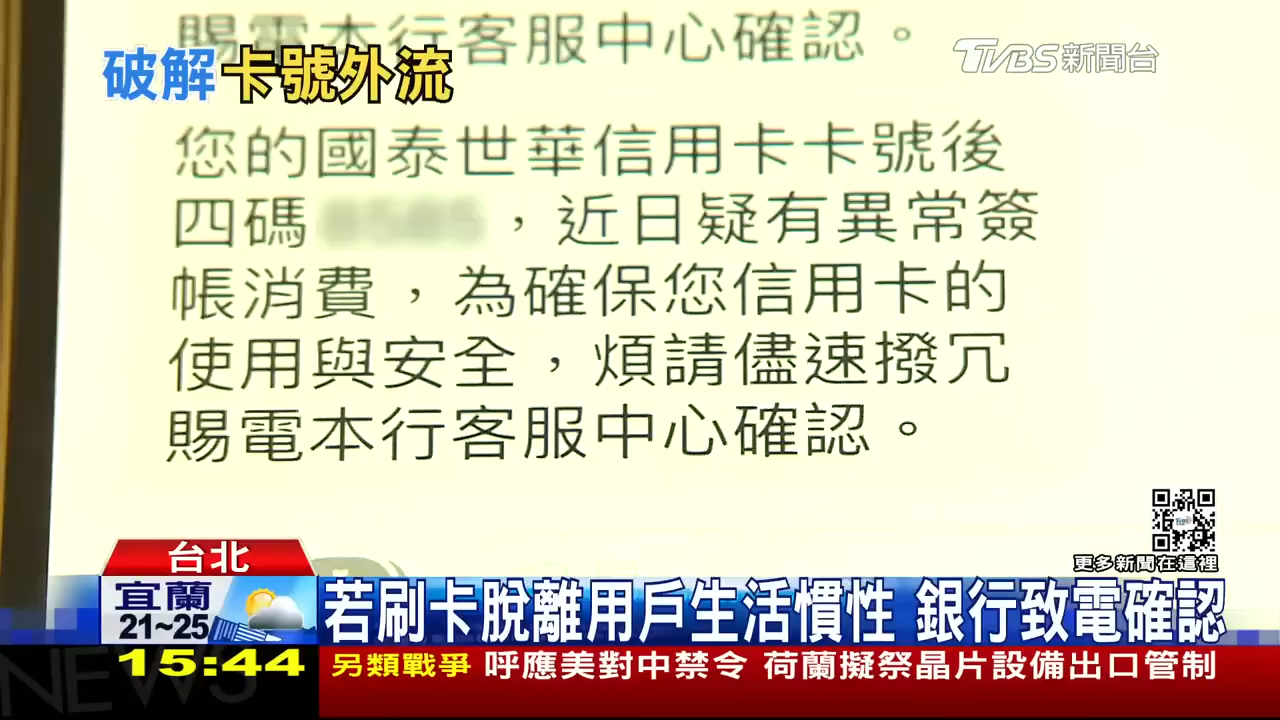 賜電本行客服中心確認。
破解 卡號外流
TVBS新聞台
您的國泰世華信用卡卡號後
四碼 ，近日疑有異常簽
帳消費，為確保您信用卡的
使用與安全，煩請儘速撥冗
賜電本行客服中心確認。
更多新聞在這裡
台北
宜蘭
21~25
若刷卡脫離用戶生活慣性 銀行致電確認
15:44
另類戰爭 呼應美對中禁令 荷蘭擬祭晶片設備出口管制
NEWS